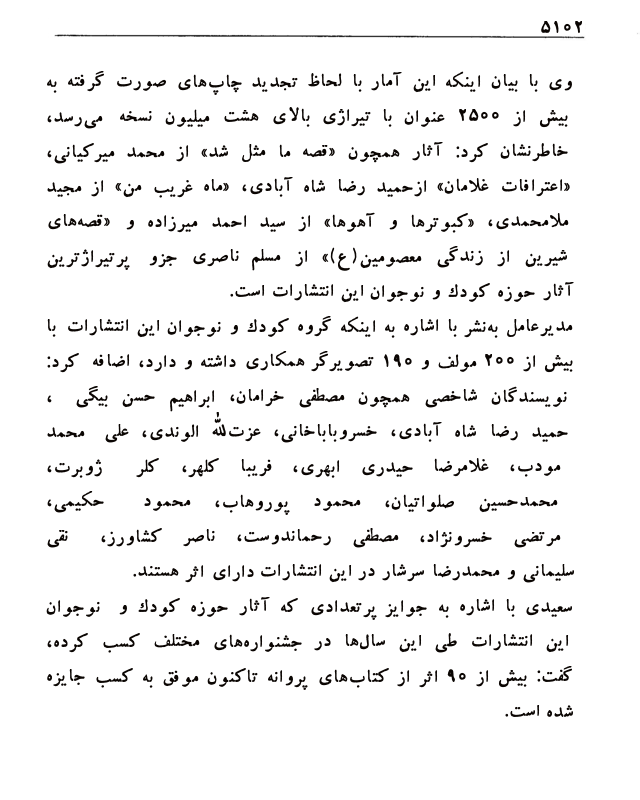 ۵۱۰۲
وی با بیان اینکه این آمار با لحاظ تجدید چاپ‌های صورت گرفته به
بیش از ۲۵۰۰ عنوان با تیراژی بالای هشت میلیون نسخه می‌رسد،
خاطرنشان کرد: آثار همچون «قصه ما مثل شد» از محمد میرکیانی،
«اعترافات غلامان» ازحمید رضا شاه آبادی، «ماه غریب من» از مجید
ملامحمدی، «کبوترها و آهوها» از سید احمد میرزاده و «قصه‌های
شیرین از زندگی معصومین(ع)» از مسلم ناصری جزو پرتیراژترین
آثار حوزه کودك و نوجوان این انتشارات است.
مدیرعامل به‌نشر با اشاره به اینکه گروه کودك و نوجوان این انتشارات با
بیش از ۲۰۰ مولف و ۱۹۰ تصویرگر همکاری داشته و دارد، اضافه کرد:
نویسندگان شاخصی همچون مصطفی خرامان، ابراهیم حسن بیگی ،
حمید رضا شاه آبادی، خسروباباخانی، عزت‌الله الوندی، علی محمد
مودب، غلامرضا حیدری ابهری، فریبا کلهر، کلر ژوبرت،
محمدحسین صلواتیان، محمود پوروهاب، محمود حکیمی،
مرتضی خسرونژاد، مصطفی رحماندوست، ناصر کشاورز، نقی
سلیمانی و محمدرضا سرشار در این انتشارات دارای اثر هستند.
سعیدی با اشاره به جوایز پرتعدادی که آثار حوزه کودك و نوجوان
این انتشارات طی این سال‌ها در جشنواره‌های مختلف کسب کرده،
گفت: بیش از ۹۰ اثر از کتاب‌های پروانه تاکنون موفق به کسب جایزه
شده است.